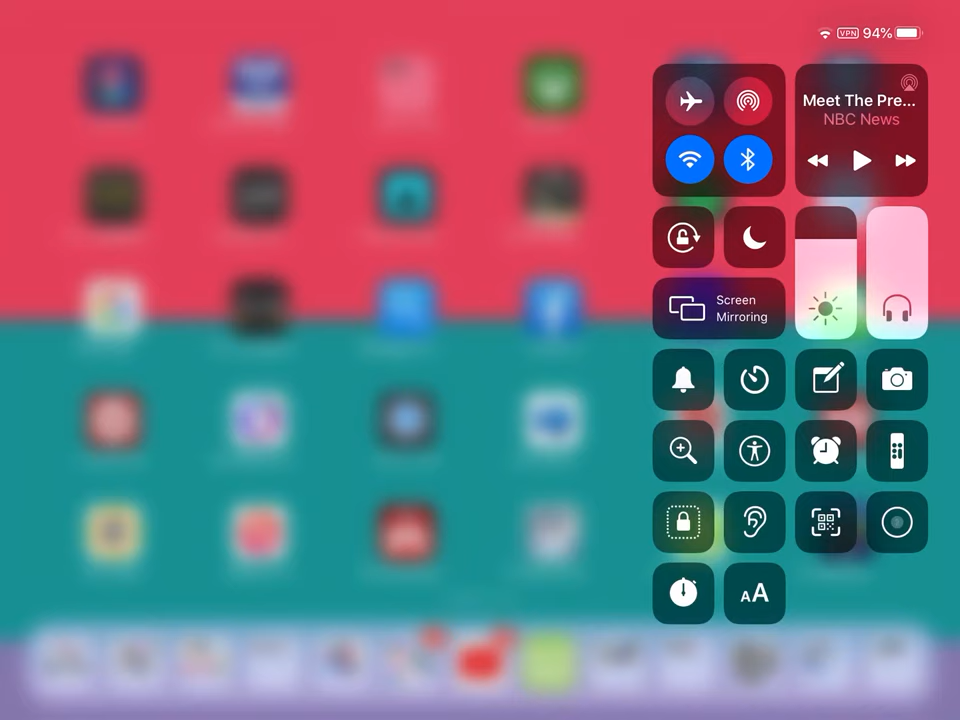 VPN 94%
Meet The Pre...
NBC News
Screen
Mirroring
AA